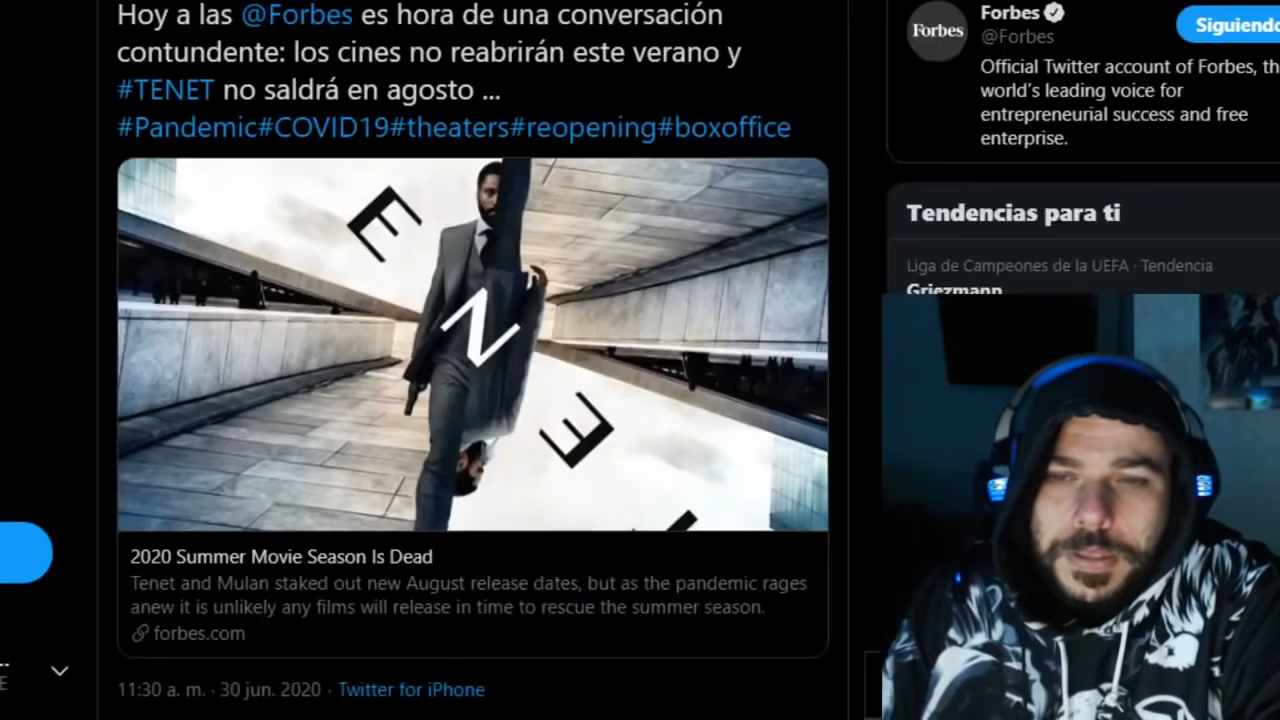 Hoy a las @Forbes es hora de una conversación
contundente: los cines no reabrirán este verano y
#TENET no saldrá en agosto ...
#Pandemic#COVID19#theaters#reopening#boxoffice
E
N
E
2020 Summer Movie Season Is Dead
Tenet and Mulan staked out new August release dates, but as the pandemic rages
anew it is unlikely any films will release in time to rescue the summer season.
forbes.com
11:30 a. m. · 30 jun. 2020 · Twitter for iPhone
Forbes
Forbes
@Forbes
Siguiendo
Official Twitter account of Forbes, th
world's leading voice for
entrepreneurial success and free
enterprise.
Tendencias para ti
Liga de Campeones de la UEFA · Tendencia
Griezmann